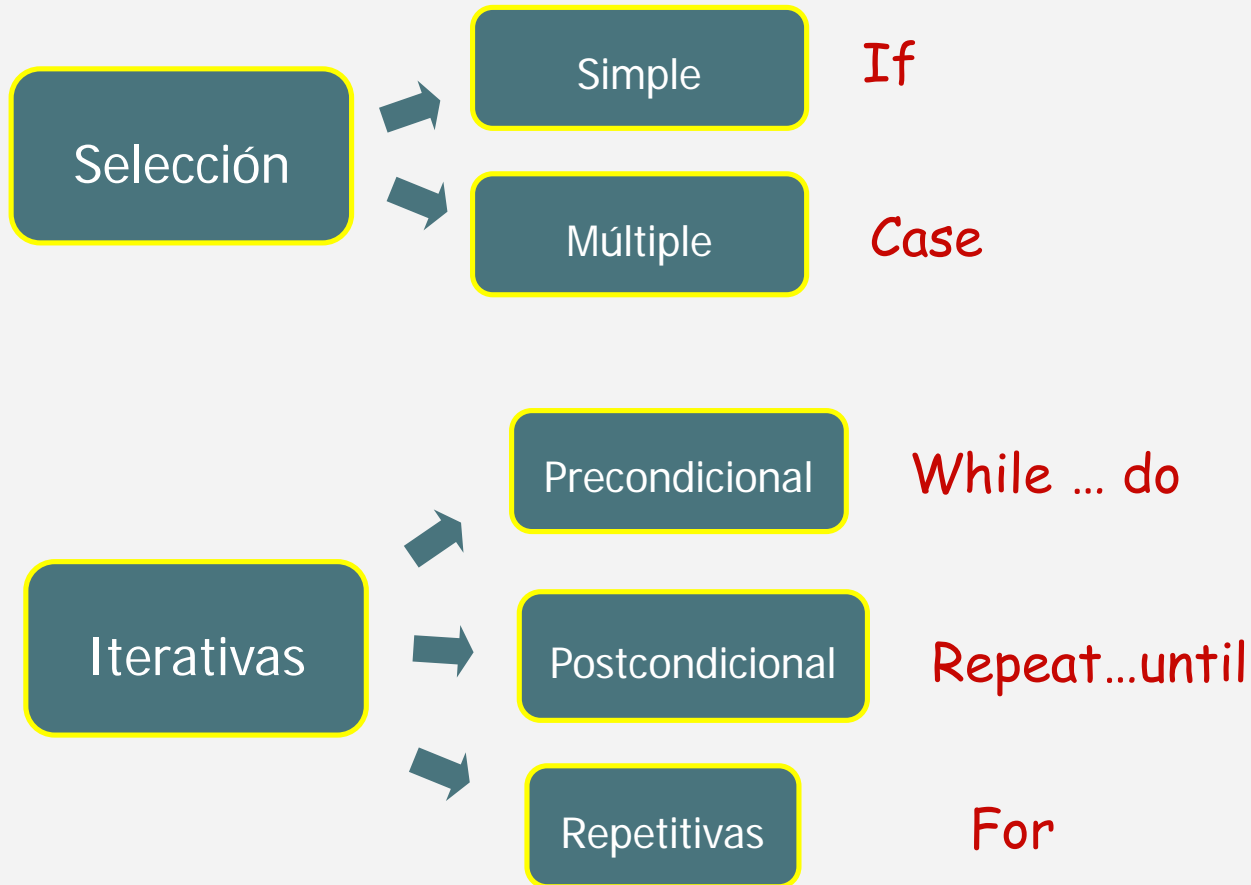 Selección
Simple
If
Múltiple
Case
Iterativas
Precondicional
While ... do
Postcondicional
Repeat...until
Repetitivas
For